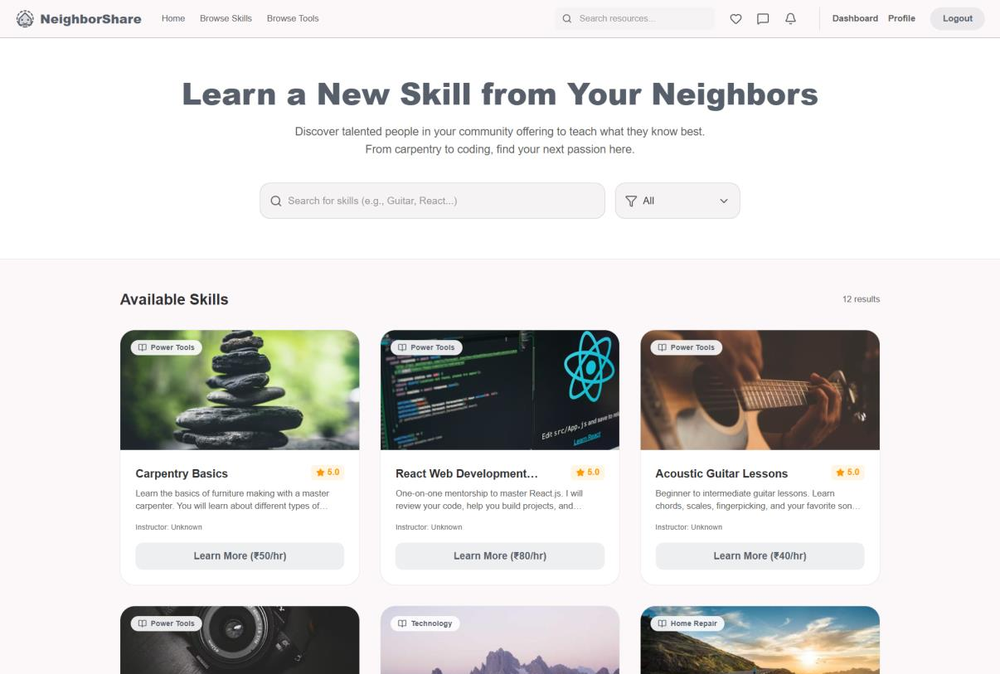 NeighborShare
Home
Browse Skills
Browse Tools
Search resources...
Dashboard
Profile
Logout
Learn a New Skill from Your Neighbors
Discover talented people in your community offering to teach what they know best.
From carpentry to coding, find your next passion here.
Search for skills (e.g., Guitar, React...)
All
Available Skills
12 results
Power Tools
Power Tools
Edit src/App.js and save to
Learn React
Power Tools
Carpentry Basics
5.0
Learn the basics of furniture making with a master
carpenter. You will learn about different types of…
Instructor: Unknown
Learn More (₹50/hr)
React Web Development…
5.0
One-on-one mentorship to master React.js. I will
review your code, help you build projects, and…
Instructor: Unknown
Learn More (₹80/hr)
Acoustic Guitar Lessons
5.0
Beginner to intermediate guitar lessons. Learn
chords, scales, fingerpicking, and your favorite son…
Instructor: Unknown
Learn More (₹40/hr)
Power Tools
Technology
Home Repair